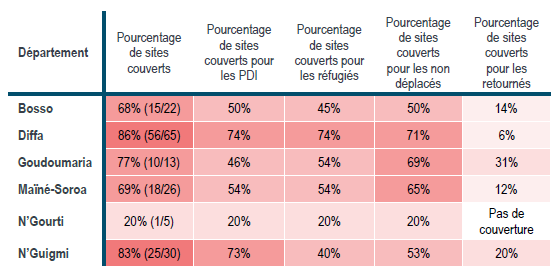 Département
Pourcentage
de sites
couverts
Pourcentage
de sites
couverts pour
les PDI
Pourcentage
de sites
couverts pour
les réfugiés
Pourcentage
de sites
couverts
pour les non
déplacés
Pourcentage
de sites
couverts
pour les
retournés
Bosso 68% (15/22) 50% 45% 50% 14%
Diffa 86% (56/65) 74% 74% 71% 6%
Goudoumaria 77% (10/13) 46% 54% 69% 31%
Maïné-Soroa 69% (18/26) 54% 54% 65% 12%
N'Gourti 20% (1/5) 20% 20% 20% Pas de
couverture
N'Guigmi 83% (25/30) 73% 40% 53% 20%